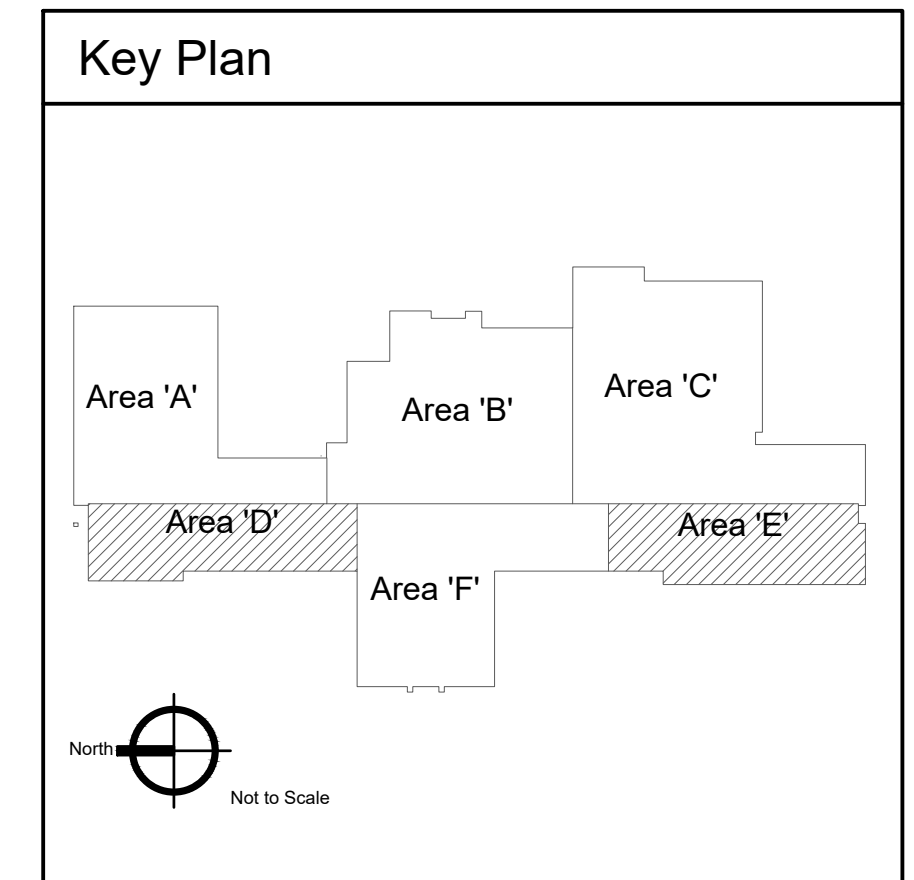 Key Plan
Area 'A'
Area 'B'
Area 'C'
Area 'D'
Area 'E'
Area 'F'
North
Not to Scale